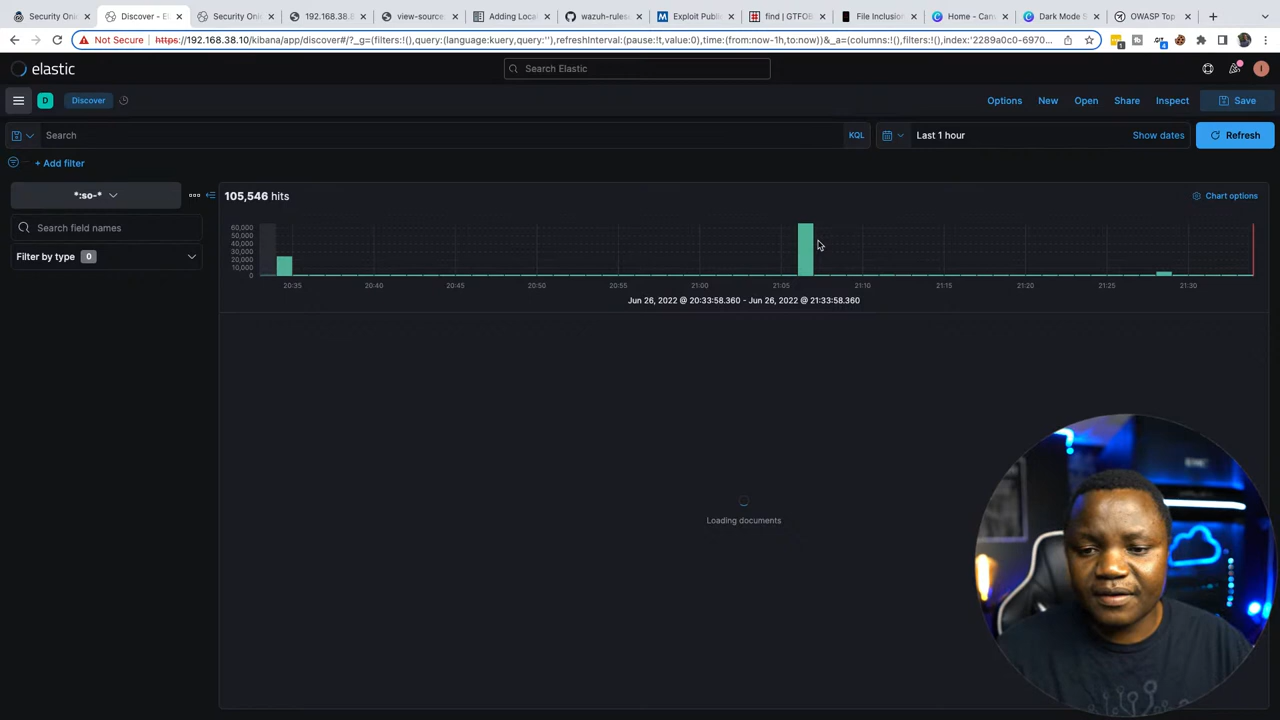 Security Oni
Discover - El
Security Oni
192.168.38.8
view-source:
Adding Loca
wazuh-rules
Exploit Public
find | GTFOB
File Inclusion
Home - Canv
Dark Mode S
OWASP Top
Not Secure https://192.168.38.10/kibana/app/discover#/?_g=(filters:!(),query:(language:kuery,query:''),refreshInterval:(pause:!t,value:0),time:(from:now-1h,to:now))&_a=(columns:!(),filters:!(),index:'2289a0c0-6970...
elastic
Search Elastic
D Discover
Options New Open Share Inspect Save
Search KQL
Last 1 hour Show dates Refresh
+ Add filter
*:so-*
Search field names
Filter by type 0
105,546 hits
Chart options
60,000
50,000
40,000
30,000
20,000
10,000
0
20:35 20:40 20:45 20:50 20:55 21:00 21:05 21:10 21:15 21:20 21:25 21:30
Jun 26, 2022 @ 20:33:58.360 - Jun 26, 2022 @ 21:33:58.360
Loading documents